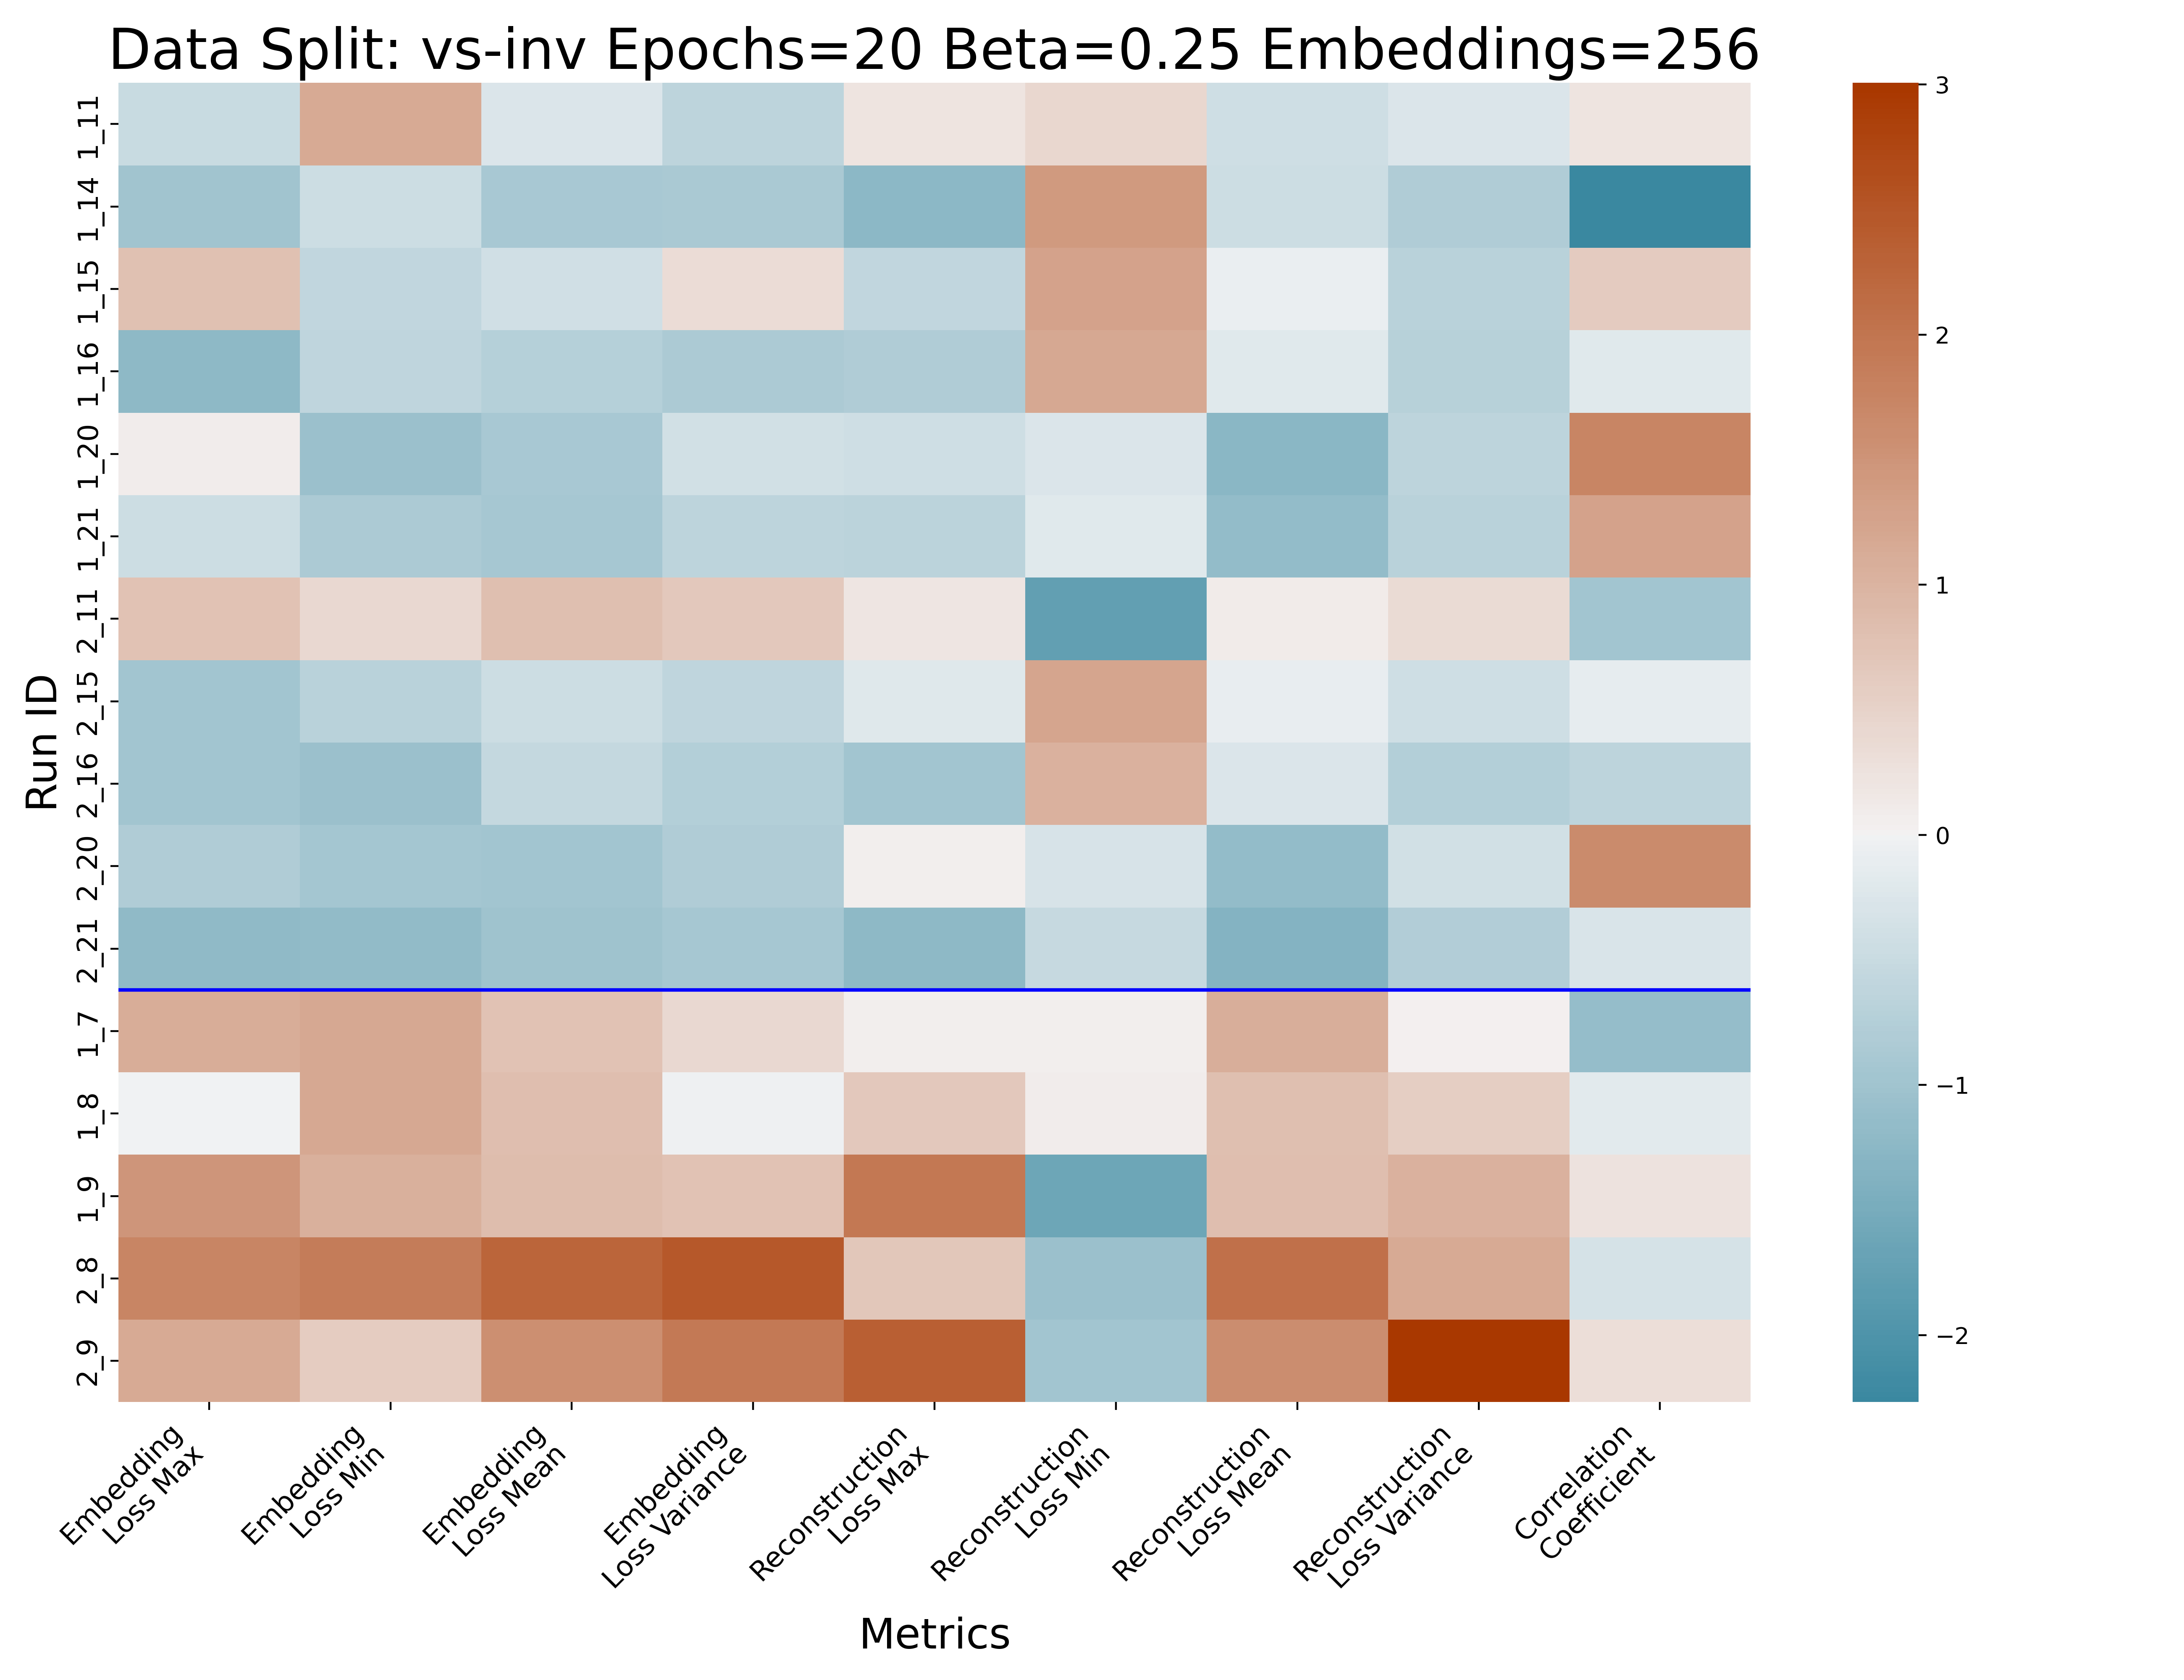 Data Split: vs-inv Epochs=20 Beta=0.25 Embeddings=256
Run ID
1_11
1_14
1_15
1_16
1_20
1_21
2_11
2_15
2_16
2_20
2_21
1_7
1_8
1_9
2_8
2_9
Embedding
Loss Max
Embedding
Loss Min
Embedding
Loss Mean
Embedding
Loss Variance
Reconstruction
Loss Max
Reconstruction
Loss Min
Reconstruction
Loss Mean
Reconstruction
Loss Variance
Correlation
Coefficient
Metrics
3
2
1
0
−1
−2